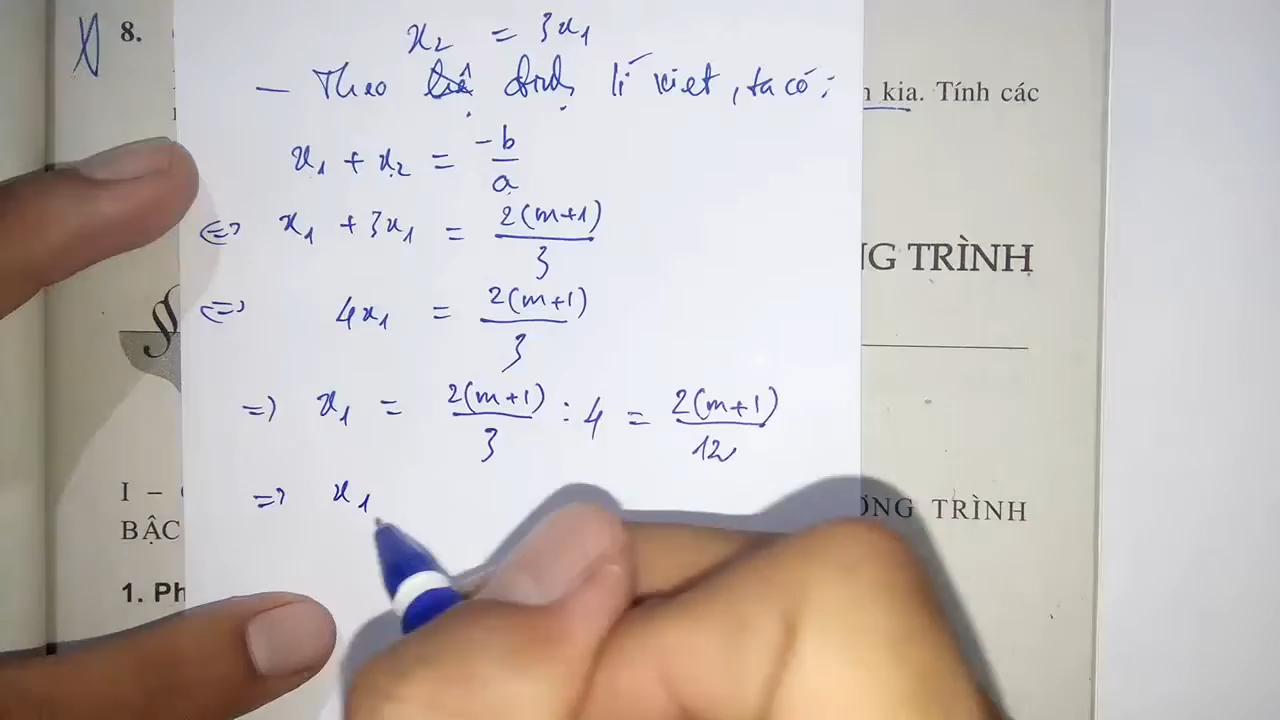 8.
x₂ = 3x₁
— Theo định lí viet, ta có:
kia. Tính các
x₁ + x₂ = -b/a
<=> x₁ + 3x₁ = 2(m+1)/3
NG TRÌNH
<=> 4x₁ = 2(m+1)/3
=> x₁ = 2(m+1)/3 : 4 = 2(m+1)/12
=> x₁
I –
NG TRÌNH
BẬC
1. Ph